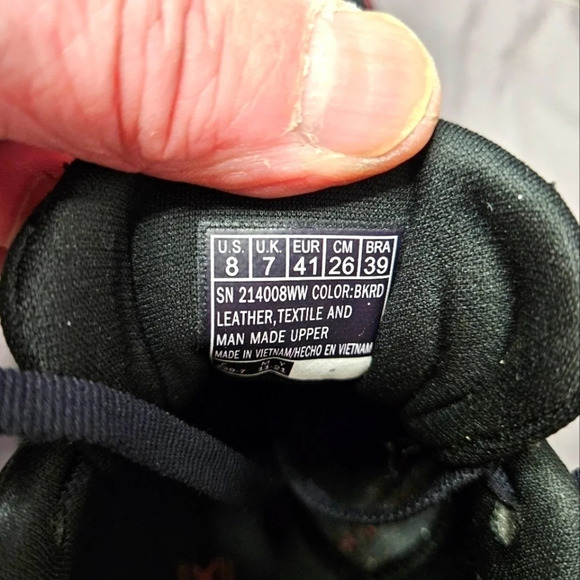 U.S. U.K. EUR CM BRA
8 7 41 26 39
SN 214008WW COLOR:BKRD
LEATHER,TEXTILE AND
MAN MADE UPPER
MADE IN VIETNAM/HECHO EN VIETNAM